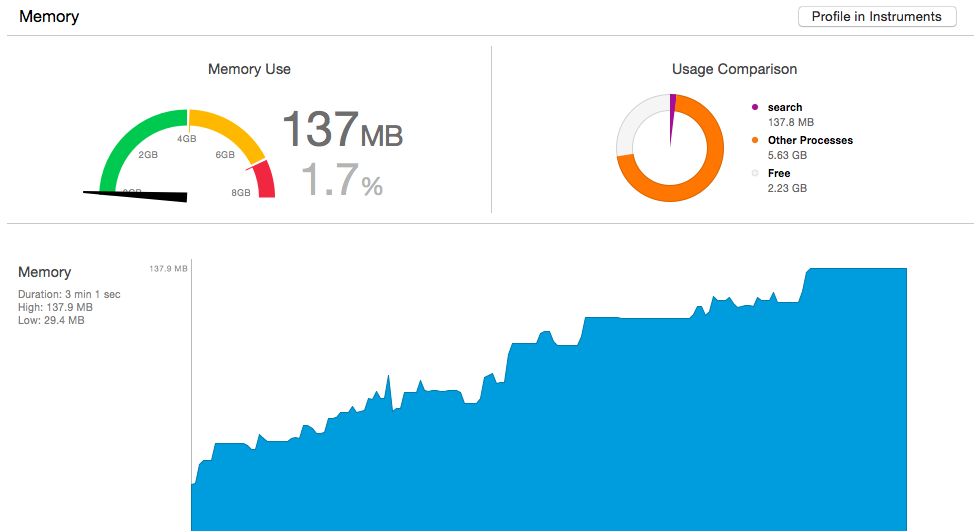 Memory
Profile in Instruments
Memory Use
Usage Comparison
4GB
2GB
6GB
8GB
137MB
1.7%
search
137.8 MB
Other Processes
5.63 GB
Free
2.23 GB
Memory
137.9 MB
Duration: 3 min 1 sec
High: 137.9 MB
Low: 29.4 MB